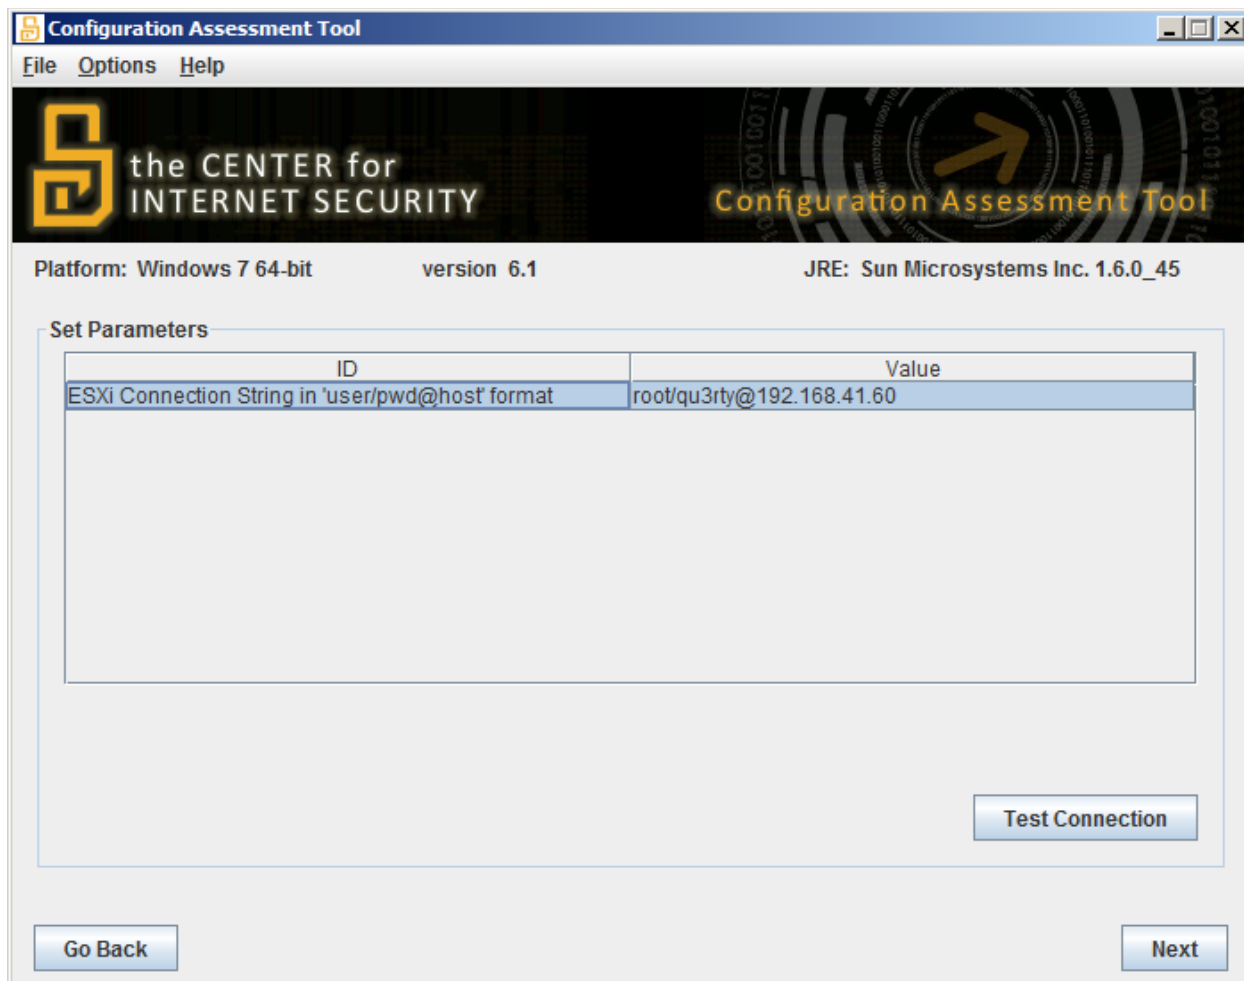 Configuration Assessment Tool
File Options Help
the CENTER for
INTERNET SECURITY
Configuration Assessment Tool
Platform: Windows 7 64-bit version 6.1 JRE: Sun Microsystems Inc. 1.6.0_45
Set Parameters
ID Value
ESXi Connection String in 'user/pwd@host' format root/qu3rty@192.168.41.60
Test Connection
Go Back Next